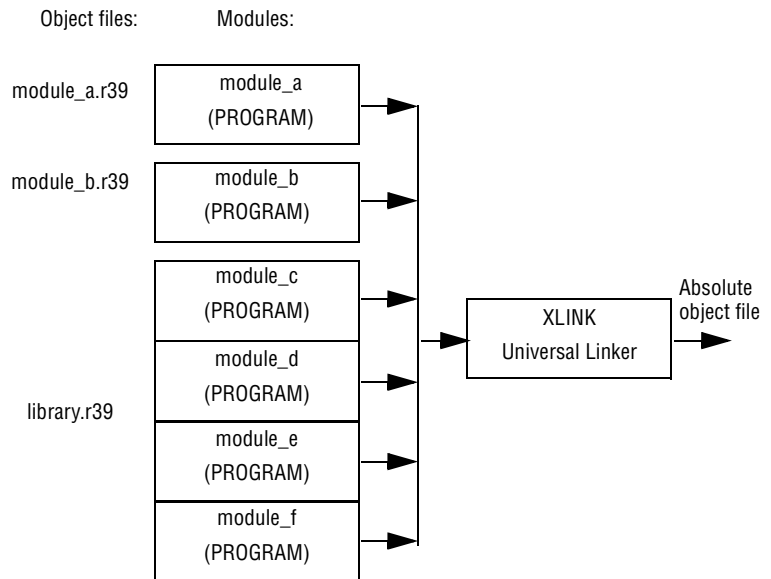 Object files: Modules:
module_a.r39
module_a
(PROGRAM)
module_b.r39
module_b
(PROGRAM)
module_c
(PROGRAM)
module_d
(PROGRAM)
library.r39
module_e
(PROGRAM)
module_f
(PROGRAM)
XLINK
Universal Linker
Absolute
object file